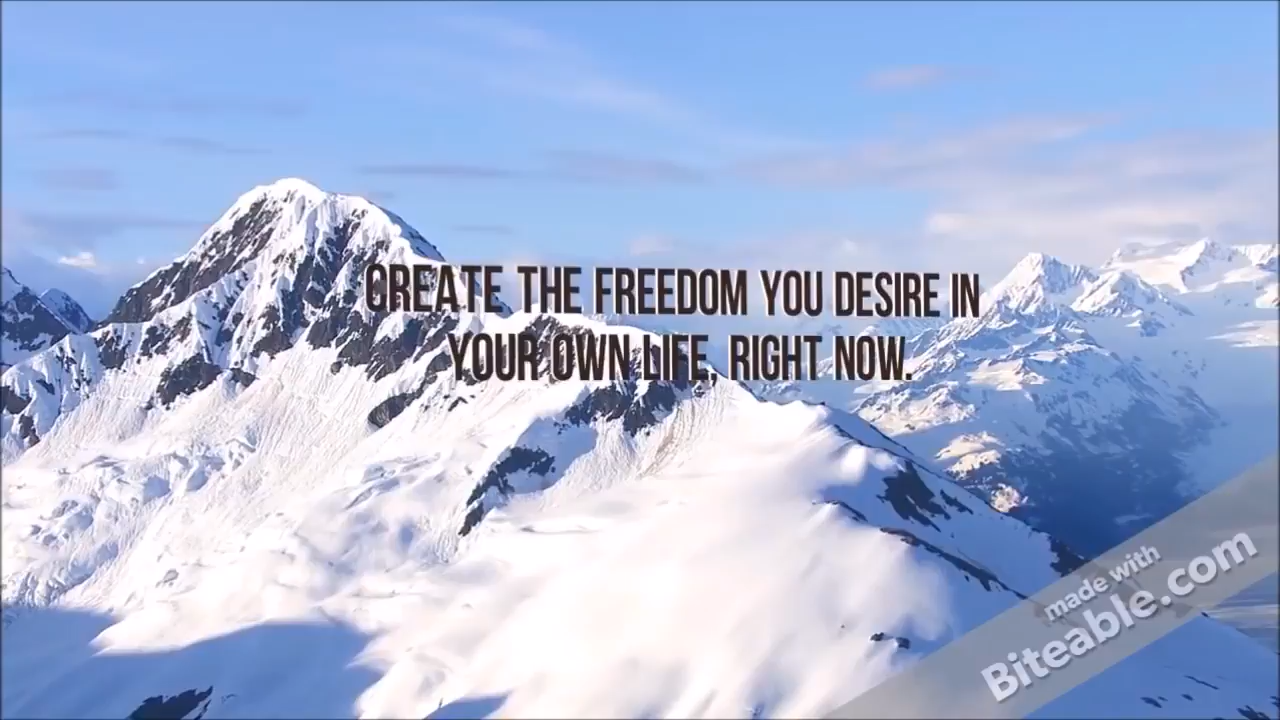 CREATE THE FREEDOM YOU DESIRE IN
YOUR OWN LIFE, RIGHT NOW.
made with
Biteable.com